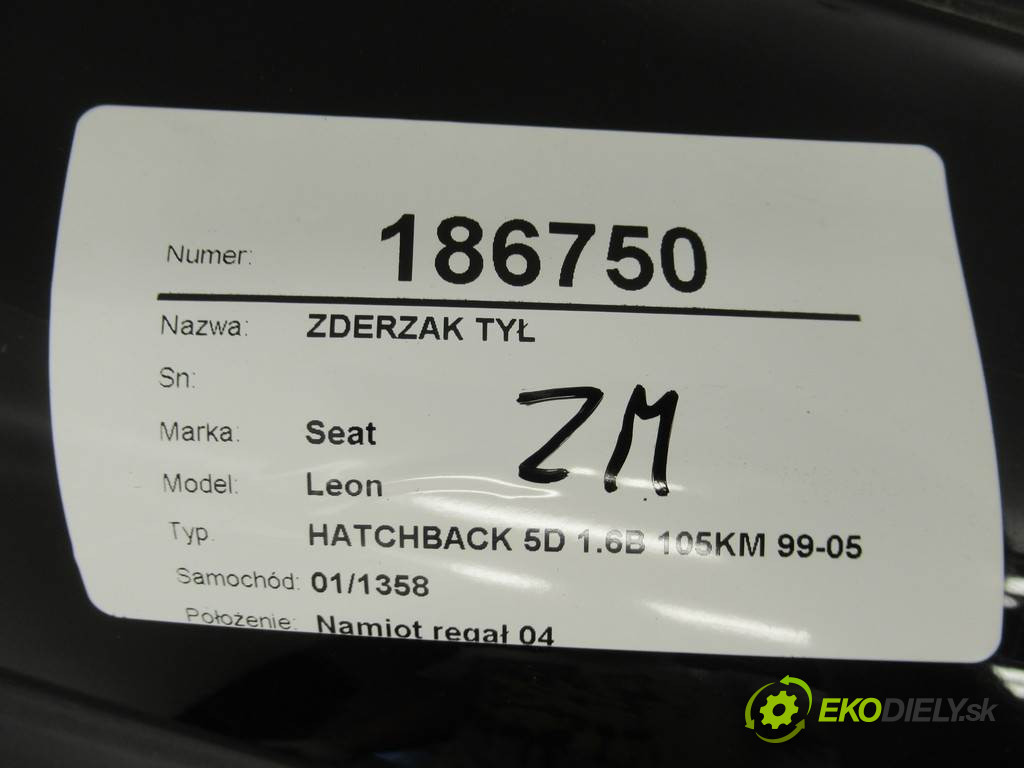 Numer: 186750
Nazwa: ZDERZAK TYŁ
Sn:
ZM
Marka: Seat
Model: Leon
Typ. HATCHBACK 5D 1.6B 105KM 99-05
Samochód: 01/1358
Położenie: Namiot regał 04
EKODIELY.sk